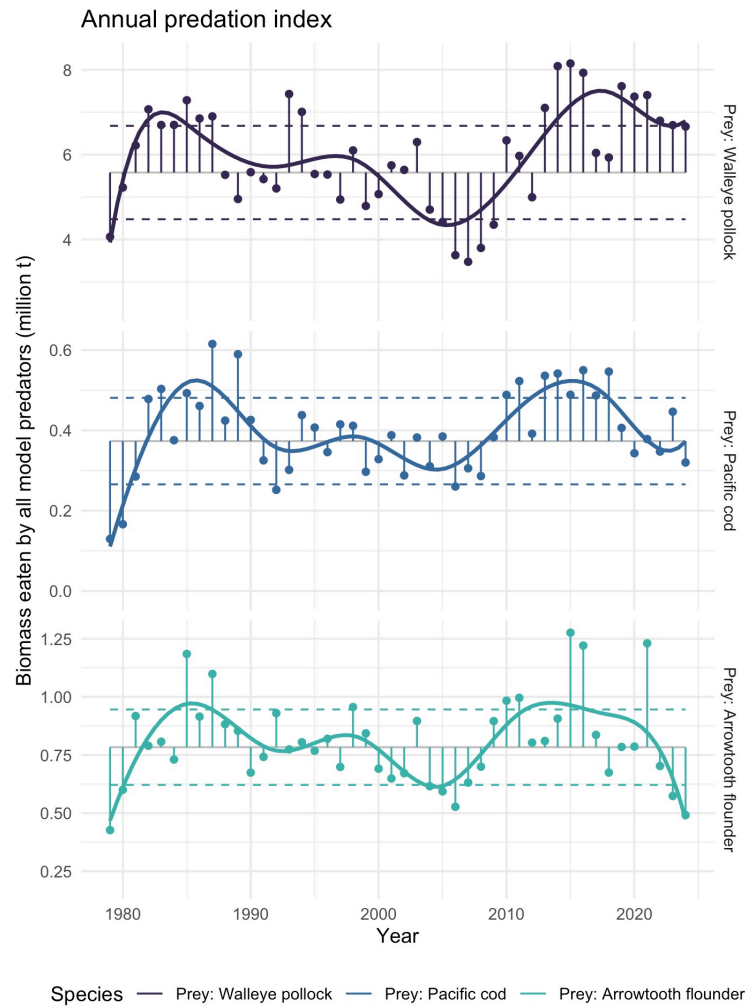 Annual predation index
Biomass eaten by all model predators (million t)
8
6
4
Prey: Walleye pollock
0.6
0.4
0.2
0.0
Prey: Pacific cod
1.25
1.00
0.75
0.50
0.25
Prey: Arrowtooth flounder
1980 1990 2000 2010 2020
Year
Species Prey: Walleye pollock Prey: Pacific cod Prey: Arrowtooth flounder